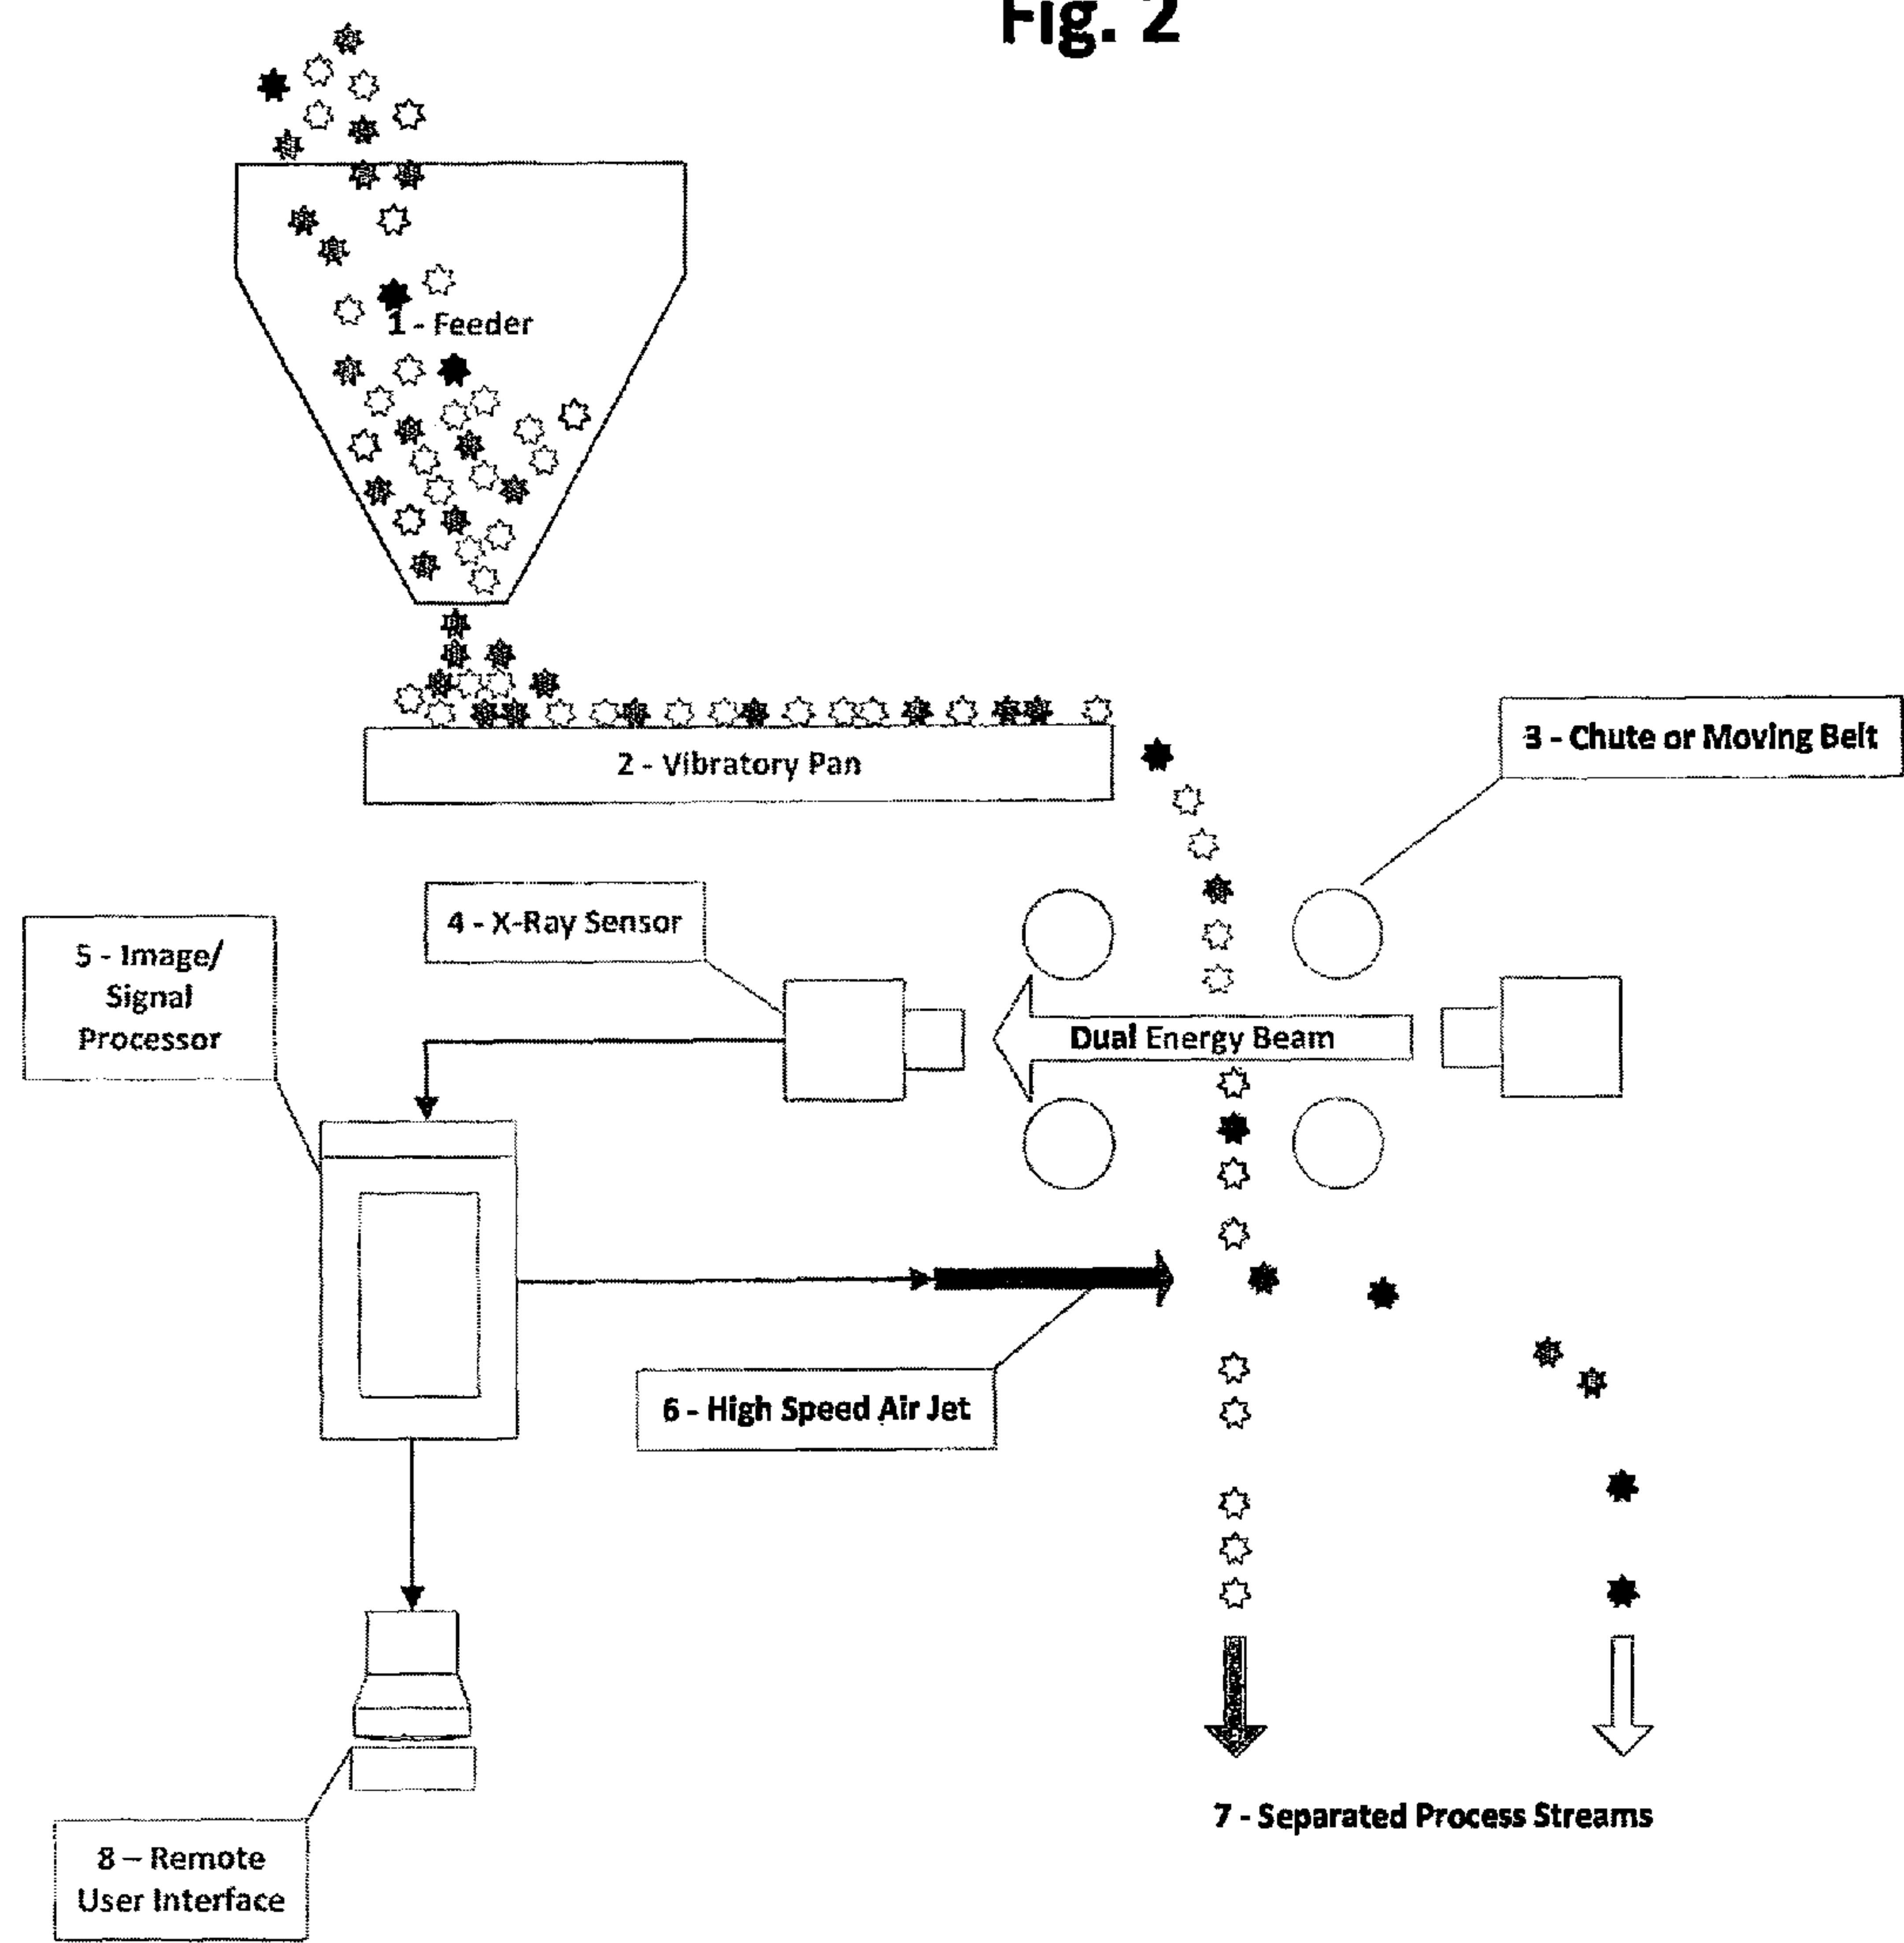 Fig. 2
1 - Feeder
2 - Vibratory Pan
3 - Chute or Moving Belt
4 - X-Ray Sensor
5 - Image/
Signal
Processor
Dual Energy Beam
6 - High Speed Air Jet
7 - Separated Process Streams
8 – Remote
User Interface